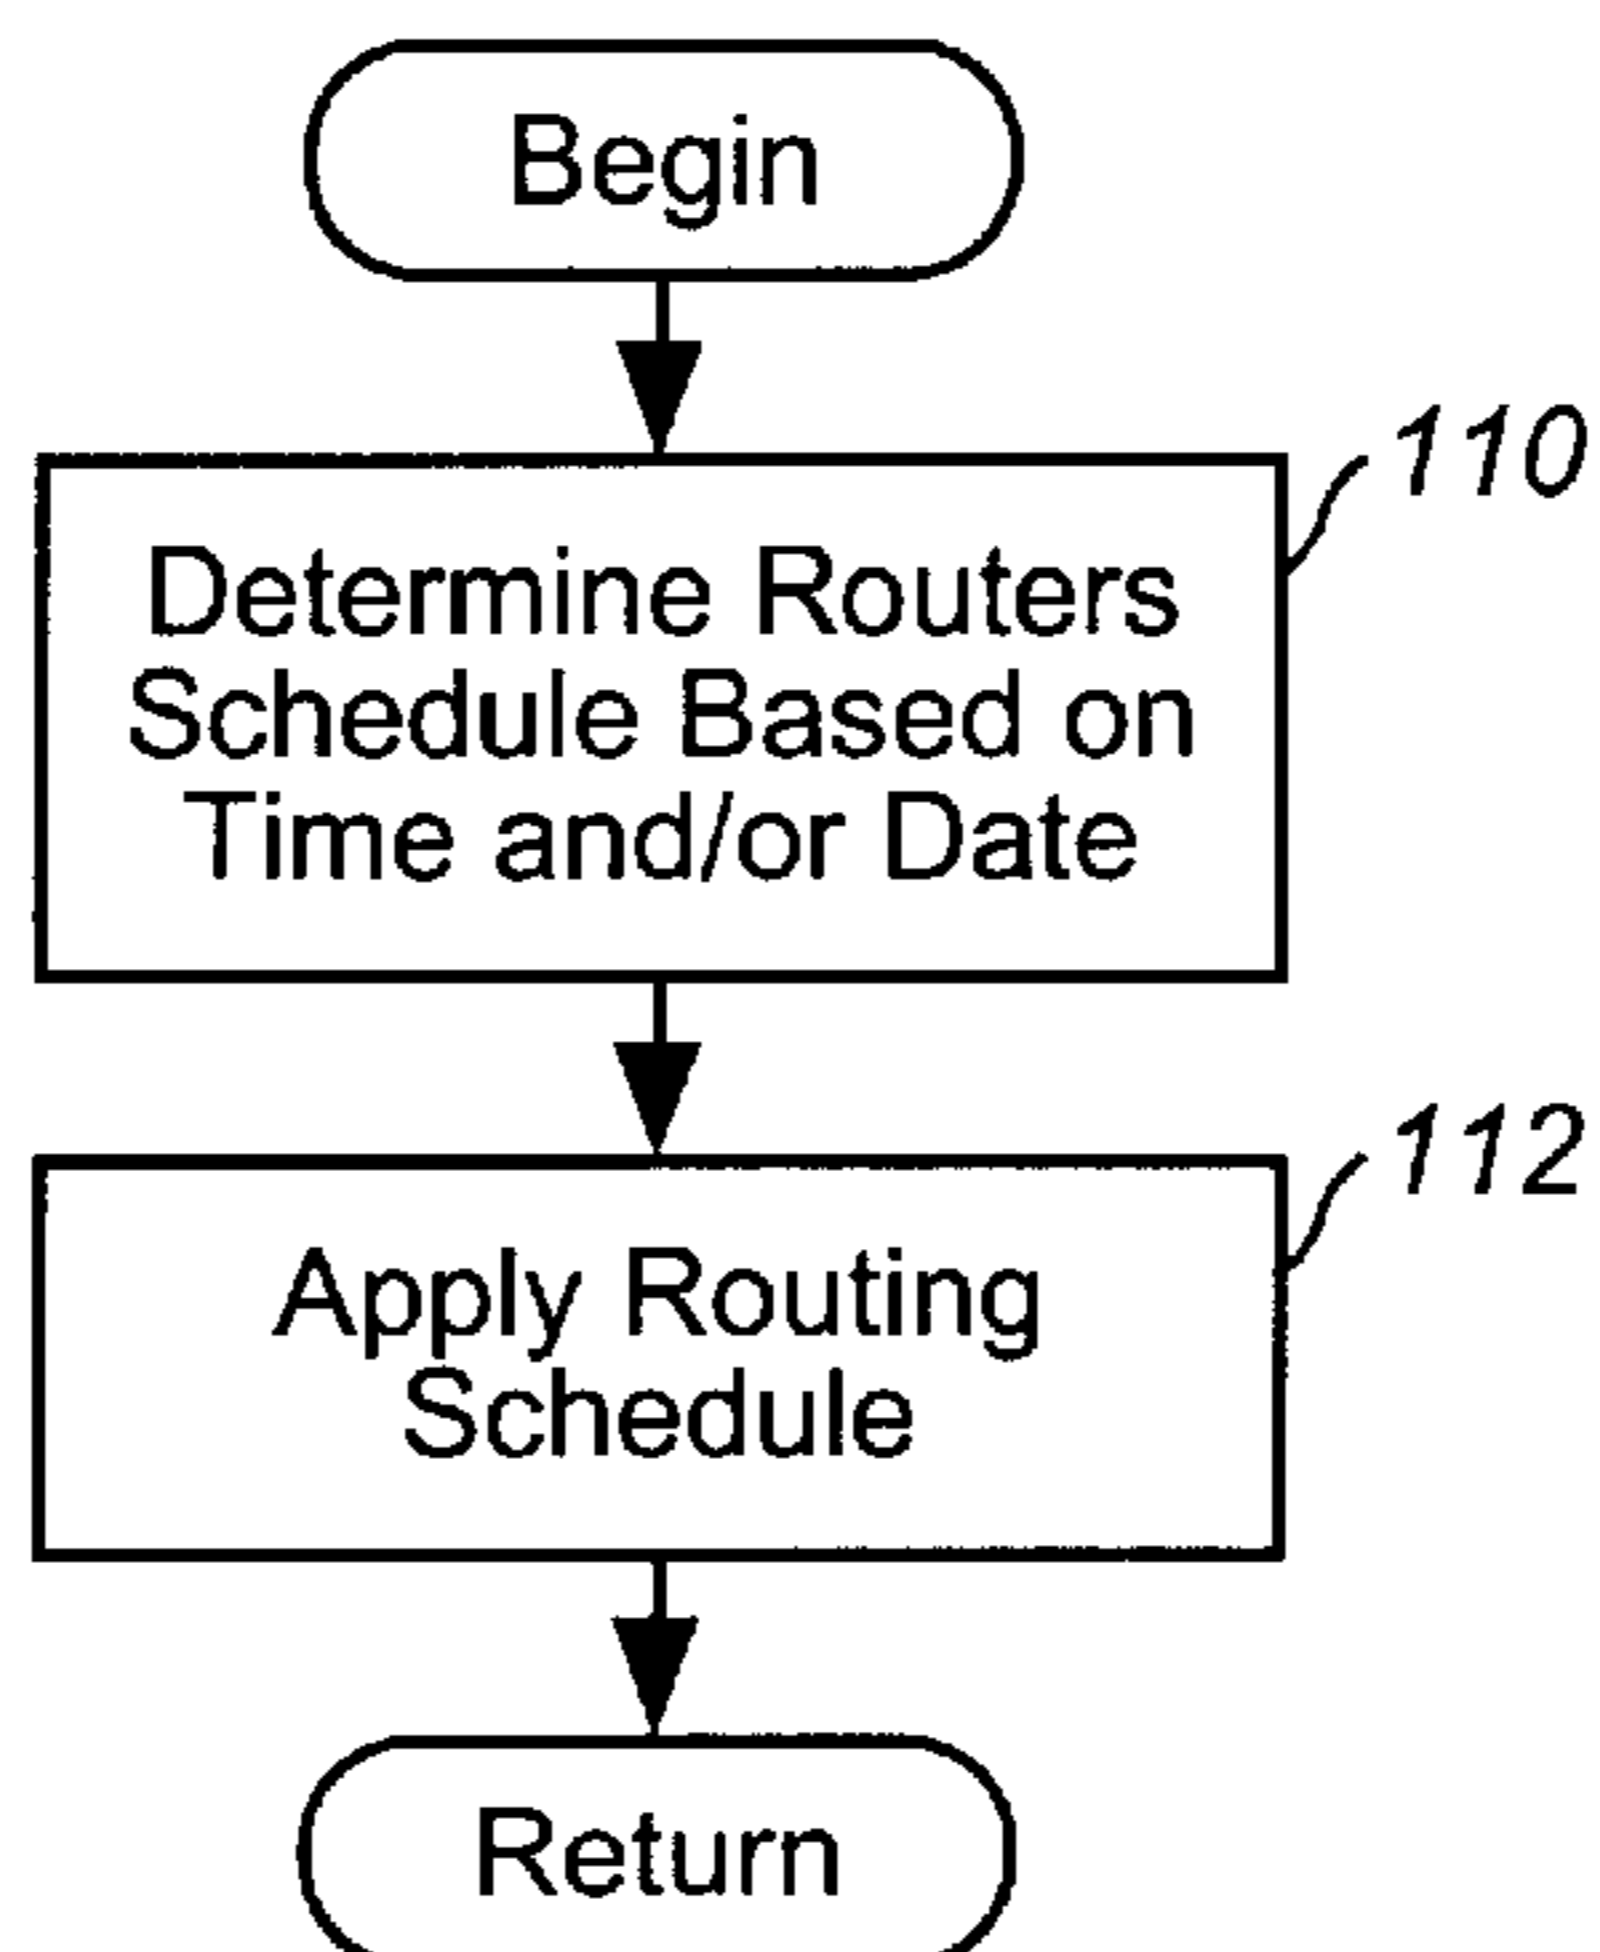 Begin
110
Determine Routers
Schedule Based on
Time and/or Date
112
Apply Routing
Schedule
Return